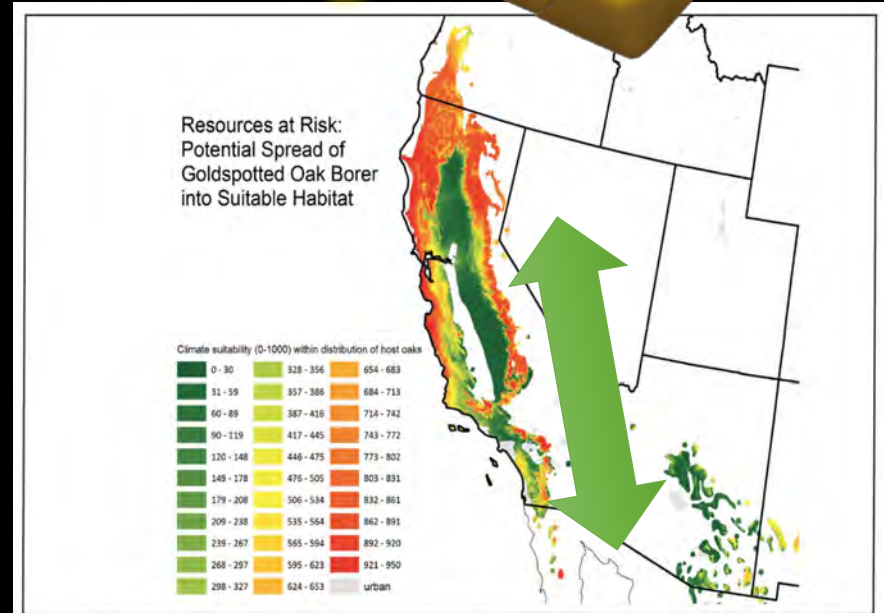 Resources at Risk:
Potential Spread of
Goldspotted Oak Borer
into Suitable Habitat
Climate suitability (0-1000) within distribution of host oaks
0 - 30
31 - 59
60 - 89
90 - 119
120 - 148
149 - 178
179 - 208
209 - 238
239 - 267
268 - 297
298 - 327
328 - 356
357 - 386
387 - 416
417 - 445
446 - 475
476 - 505
506 - 534
535 - 564
565 - 594
595 - 623
624 - 653
654 - 683
684 - 713
714 - 742
743 - 772
773 - 802
803 - 831
832 - 861
862 - 891
892 - 920
921 - 950
urban